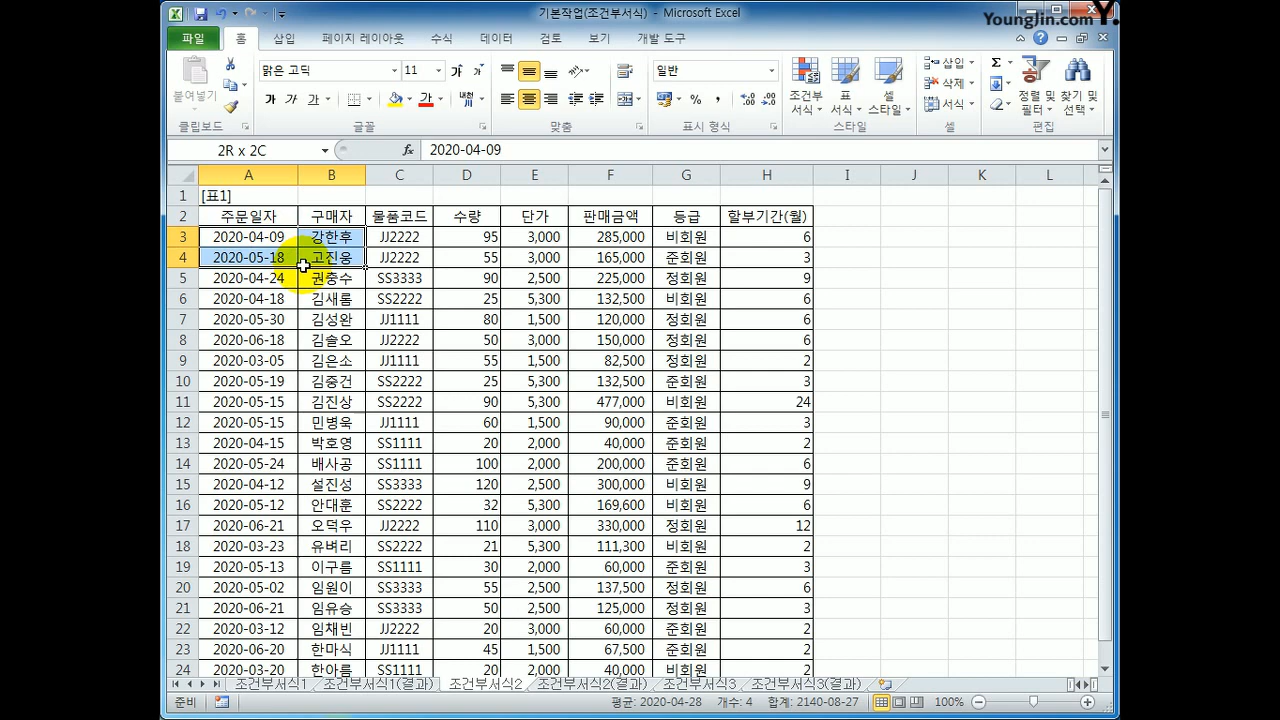 기본작업(조건부서식) - Microsoft Excel
YoungJin.com Y.
파일 홈 삽입 페이지 레이아웃 수식 데이터 검토 보기 개발 도구
붙여넣기
맑은 고딕 11
가 가 가 가 가 내천
일반
% ,
조건부 서식 표 서식 셀 스타일
삽입 삭제 서식
정렬 및 필터 찾기 및 선택
클립보드 글꼴 맞춤 표시 형식 스타일 셀 편집
2R x 2C fx 2020-04-09
A B C D E F G H I J K L
1 [표1]
2 주문일자 구매자 물품코드 수량 단가 판매금액 등급 할부기간(월)
3 2020-04-09 강한후 JJ2222 95 3,000 285,000 비회원 6
4 2020-05-18 고진웅 JJ2222 55 3,000 165,000 준회원 3
5 2020-04-24 권충수 SS3333 90 2,500 225,000 정회원 9
6 2020-04-18 김새롬 SS2222 25 5,300 132,500 비회원 6
7 2020-05-30 김성완 JJ1111 80 1,500 120,000 정회원 6
8 2020-06-18 김솔오 JJ2222 50 3,000 150,000 정회원 6
9 2020-03-05 김은소 JJ1111 55 1,500 82,500 정회원 2
10 2020-05-19 김중건 SS2222 25 5,300 132,500 준회원 3
11 2020-05-15 김진상 SS2222 90 5,300 477,000 비회원 24
12 2020-05-15 민병욱 JJ1111 60 1,500 90,000 준회원 3
13 2020-04-15 박호영 SS1111 20 2,000 40,000 준회원 2
14 2020-05-24 배사공 SS1111 100 2,000 200,000 준회원 6
15 2020-04-12 설진성 SS3333 120 2,500 300,000 비회원 9
16 2020-05-12 안대훈 SS2222 32 5,300 169,600 비회원 6
17 2020-06-21 오덕우 JJ2222 110 3,000 330,000 정회원 12
18 2020-03-23 유벼리 SS2222 21 5,300 111,300 비회원 2
19 2020-05-13 이구름 SS1111 30 2,000 60,000 준회원 3
20 2020-05-02 임원이 SS3333 55 2,500 137,500 정회원 6
21 2020-06-21 임유승 SS3333 50 2,500 125,000 정회원 3
22 2020-03-12 임채빈 JJ2222 20 3,000 60,000 준회원 2
23 2020-06-20 한마식 JJ1111 45 1,500 67,500 준회원 2
24 2020-03-20 한아름 SS1111 20 2,000 40,000 비회원 2
조건부서식1 조건부서식1(결과) 조건부서식2 조건부서식2(결과) 조건부서식3 조건부서식3(결과)
준비 평균: 2020-04-28 개수: 4 합계: 2140-08-27 100%